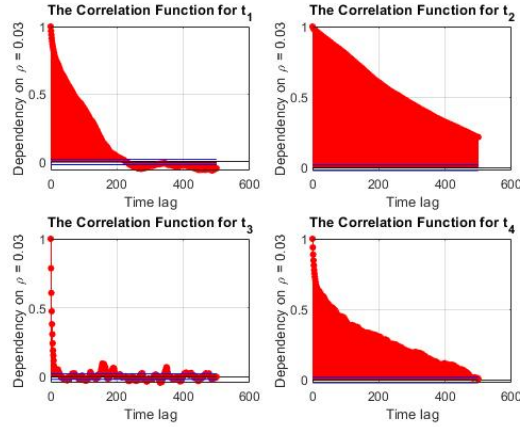 The Correlation Function for t1
1
0.5
0
Dependency on ρ = 0.03
0 200 400 600
Time lag
The Correlation Function for t2
1
0.5
0
Dependency on ρ = 0.03
0 200 400 600
Time lag
The Correlation Function for t3
1
0.5
0
Dependency on ρ = 0.03
0 200 400 600
Time lag
The Correlation Function for t4
1
0.5
0
Dependency on ρ = 0.03
0 200 400 600
Time lag